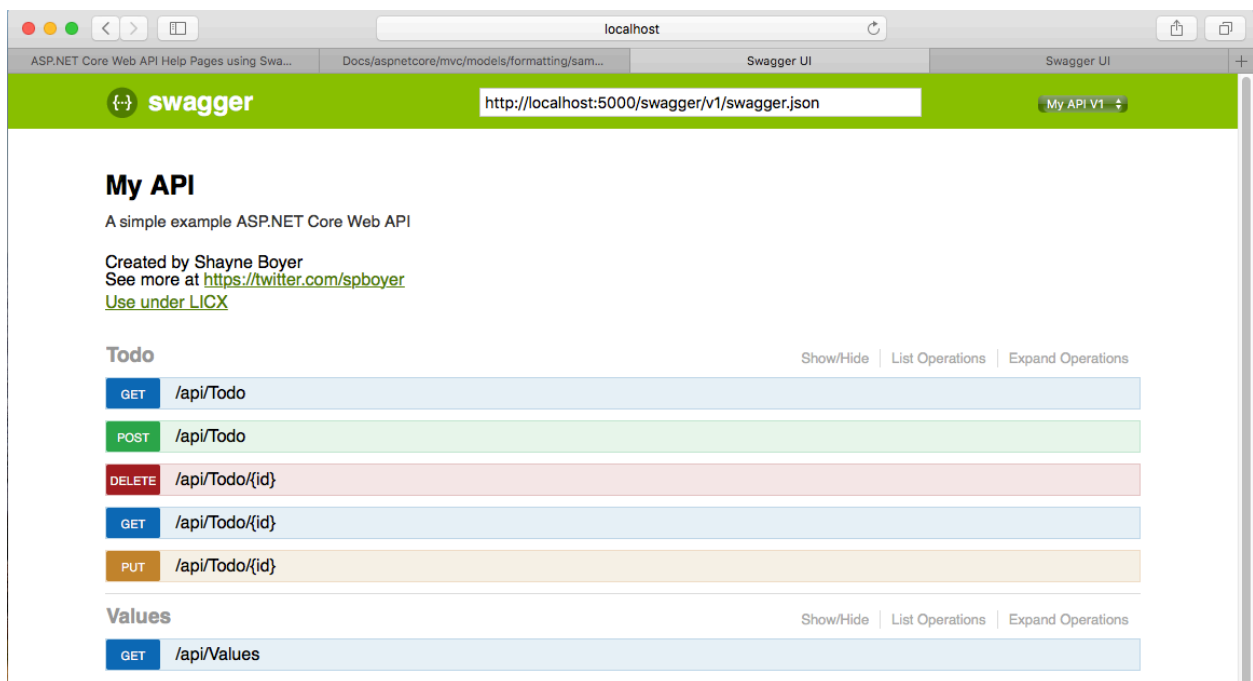 localhost
ASP.NET Core Web API Help Pages using Swa... Docs/aspnetcore/mvc/models/formatting/sam... Swagger UI Swagger UI
{··} swagger http://localhost:5000/swagger/v1/swagger.json My API V1
My API
A simple example ASP.NET Core Web API
Created by Shayne Boyer
See more at https://twitter.com/spboyer
Use under LICX
Todo Show/Hide List Operations Expand Operations
GET /api/Todo
POST /api/Todo
DELETE /api/Todo/{id}
GET /api/Todo/{id}
PUT /api/Todo/{id}
Values Show/Hide List Operations Expand Operations
GET /api/Values